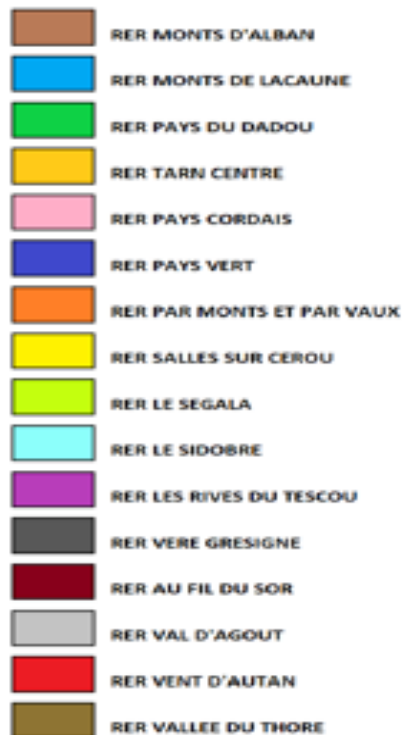 RER MONTS D'ALBAN
RER MONTS DE LACAUNE
RER PAYS DU DADOU
RER TARN CENTRE
RER PAYS CORDAIS
RER PAYS VERT
RER PAR MONTS ET PAR VAUX
RER SALLES SUR CEROU
RER LE SEGALA
RER LE SIDOBRE
RER LES RIVES DU TESCOU
RER VERE GRESIGNE
RER AU FIL DU SOR
RER VAL D'AGOUT
RER VENT D'AUTAN
RER VALLEE DU THORE